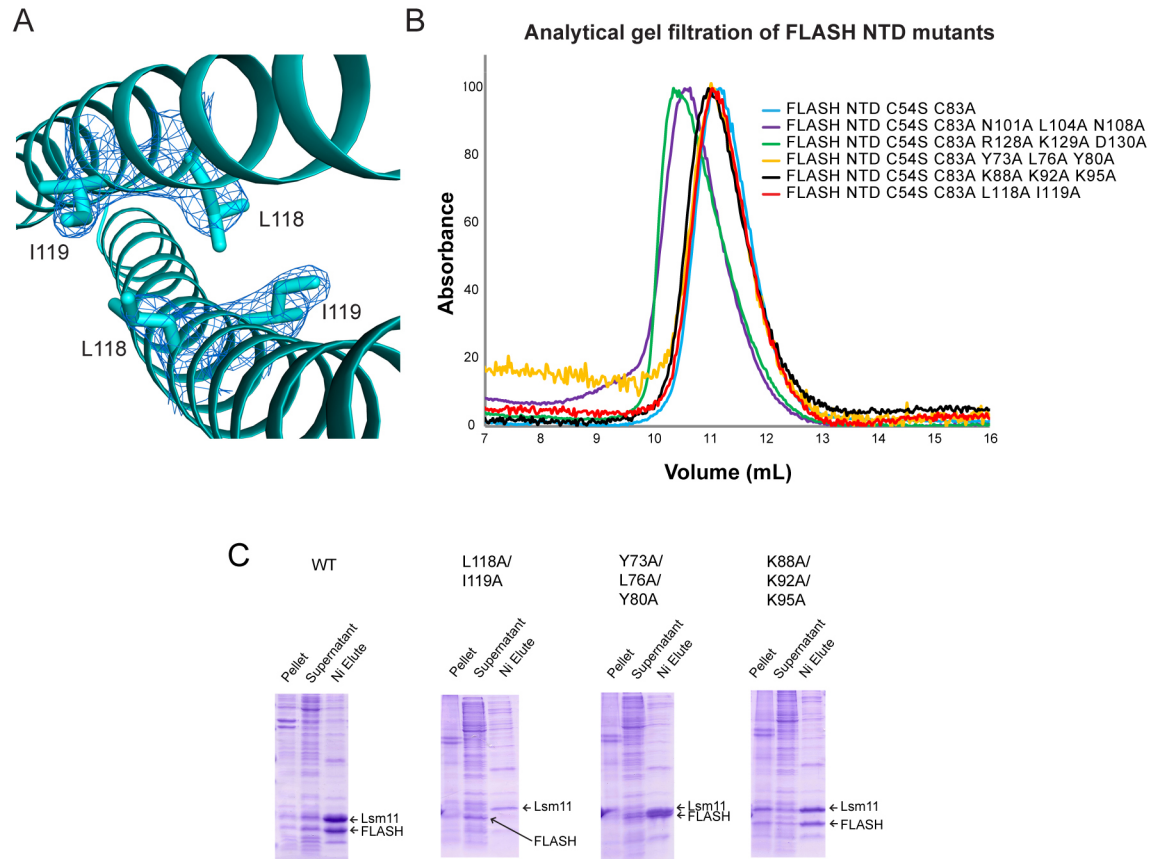 A
I119
L118
L118
I119
B
Analytical gel filtration of FLASH NTD mutants
Absorbance
100
80
60
40
20
0
7 8 9 10 11 12 13 14 15 16
Volume (mL)
FLASH NTD C54S C83A
FLASH NTD C54S C83A N101A L104A N108A
FLASH NTD C54S C83A R128A K129A D130A
FLASH NTD C54S C83A Y73A L76A Y80A
FLASH NTD C54S C83A K88A K92A K95A
FLASH NTD C54S C83A L118A I119A
C
WT
Pellet
Supernatant
Ni Elute
Lsm11
FLASH
L118A/
I119A
Pellet
Supernatant
Ni Elute
Lsm11
FLASH
Y73A/
L76A/
Y80A
Pellet
Supernatant
Ni Elute
Lsm11
FLASH
K88A/
K92A/
K95A
Pellet
Supernatant
Ni Elute
Lsm11
FLASH